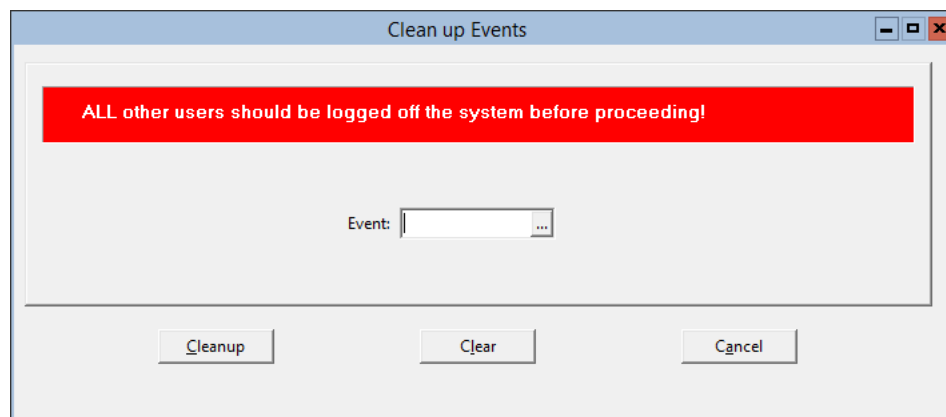 Clean up Events
ALL other users should be logged off the system before proceeding!
Event:
...
Cleanup
Clear
Cancel